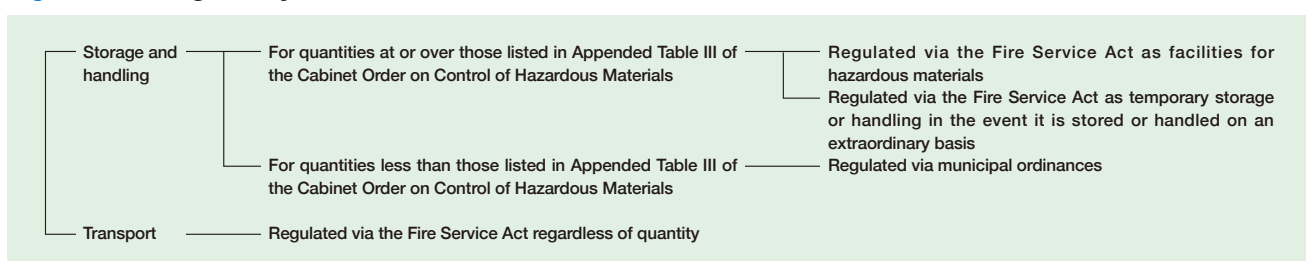 Storage and
handling
For quantities at or over those listed in Appended Table III of
the Cabinet Order on Control of Hazardous Materials
Regulated via the Fire Service Act as facilities for
hazardous materials
Regulated via the Fire Service Act as temporary storage
or handling in the event it is stored or handled on an
extraordinary basis
For quantities less than those listed in Appended Table III of
the Cabinet Order on Control of Hazardous Materials
Regulated via municipal ordinances
Transport
Regulated via the Fire Service Act regardless of quantity